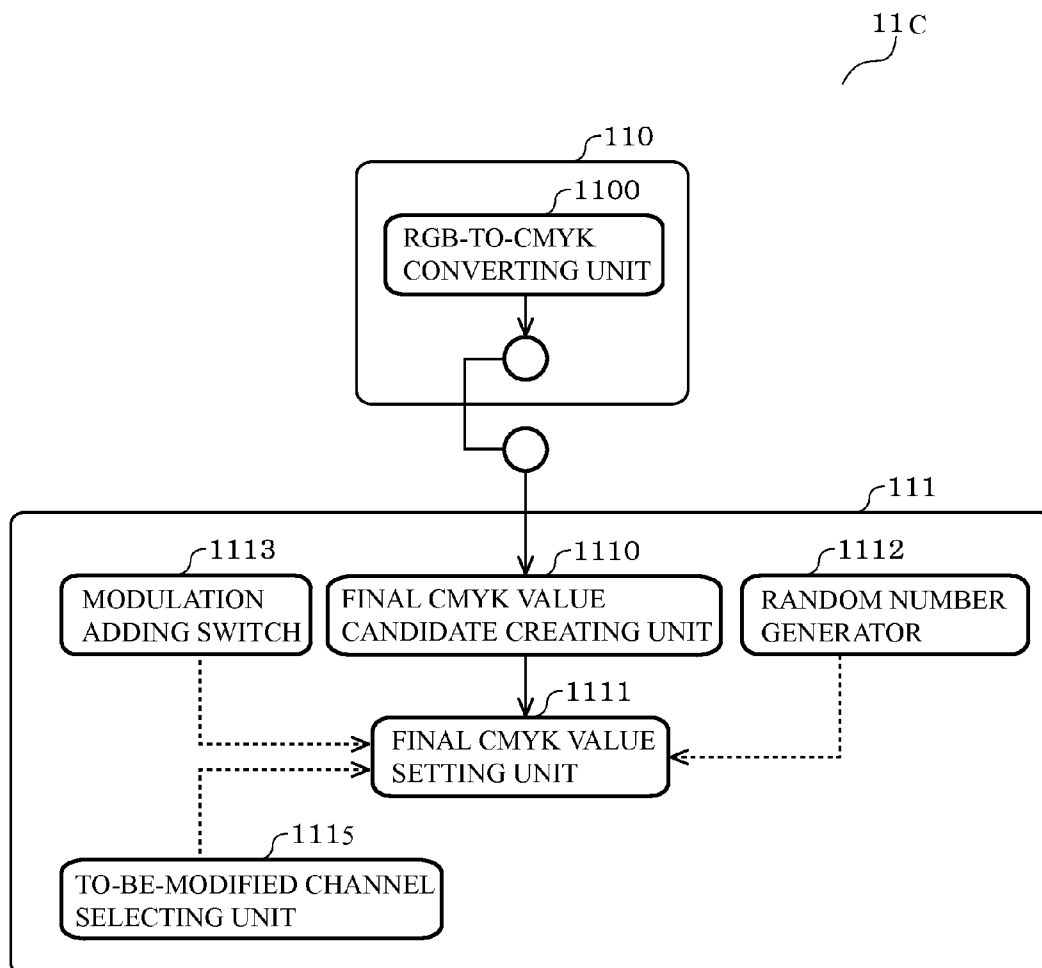 11C
110
1100
RGB-TO-CMYK
CONVERTING UNIT
111
1113
MODULATION
ADDING SWITCH
1110
FINAL CMYK VALUE
CANDIDATE CREATING UNIT
1112
RANDOM NUMBER
GENERATOR
1111
FINAL CMYK VALUE
SETTING UNIT
1115
TO-BE-MODIFIED CHANNEL
SELECTING UNIT